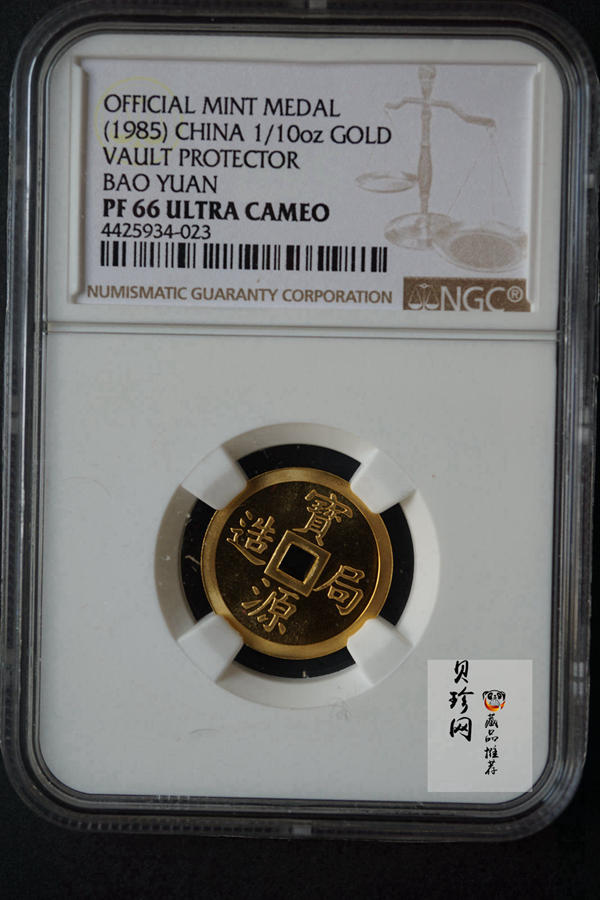 OFFICIAL MINT MEDAL
(1985) CHINA 1/10oz GOLD
VAULT PROTECTOR
BAO YUAN
PF 66 ULTRA CAMEO
4425934-023
NUMISMATIC GUARANTY CORPORATION NGC®
寶源局造
贝珍网
藏品推荐